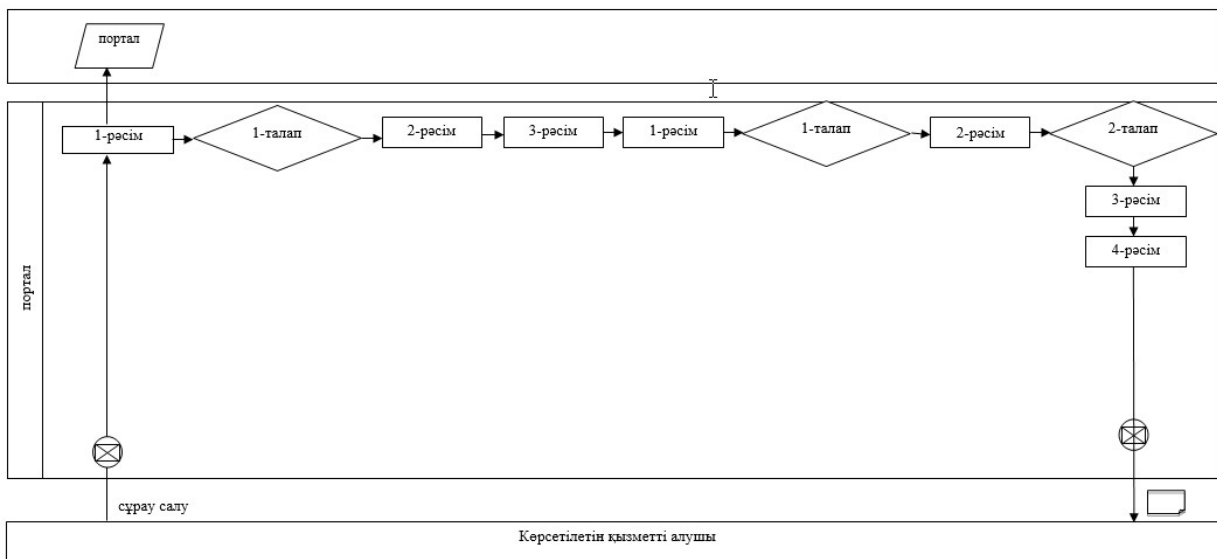 портал
1-рәсім
1-талап
2-рәсім
3-рәсім
1-рәсім
1-талап
2-рәсім
2-талап
3-рәсім
4-рәсім
портал
сұрау салу
Көрсетілетін қызметті алушы